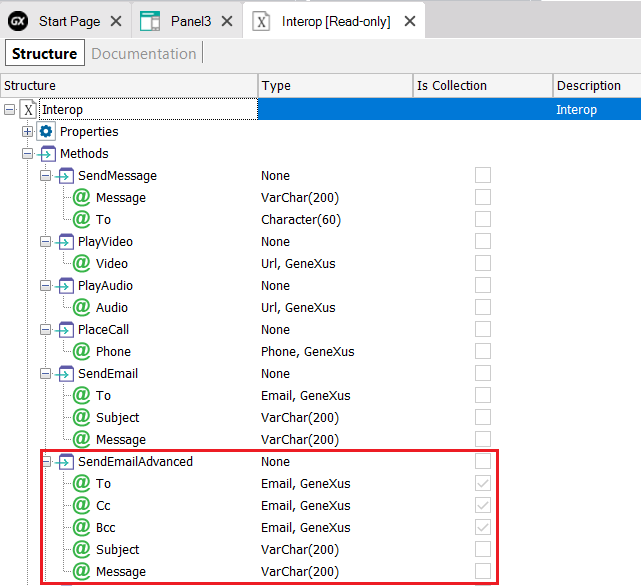 GX Start Page Panel3 Interop [Read-only]
Structure Documentation
Structure Type Is Collection Description
Interop Interop
Properties
Methods
SendMessage None
Message VarChar(200)
To Character(60)
PlayVideo None
Video Url, GeneXus
PlayAudio None
Audio Url, GeneXus
PlaceCall None
Phone Phone, GeneXus
SendEmail None
To Email, GeneXus
Subject VarChar(200)
Message VarChar(200)
SendEmailAdvanced None
To Email, GeneXus
Cc Email, GeneXus
Bcc Email, GeneXus
Subject VarChar(200)
Message VarChar(200)